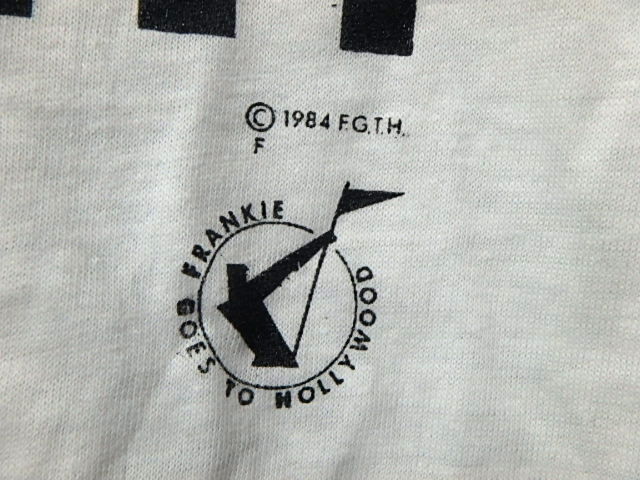 © 1984 F.G.T.H.
F
FRANKIE GOES TO HOLLYWOOD